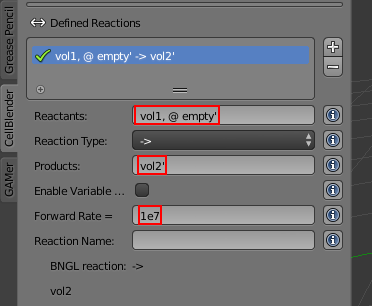 Grease Pencil
CellBlender
GAMer
Defined Reactions
vol1, @ empty' -> vol2'
Reactants: vol1, @ empty'
Reaction Type: ->
Products: vol2'
Enable Variable ...
Forward Rate = 1e7
Reaction Name:
BNGL reaction: ->
vol2